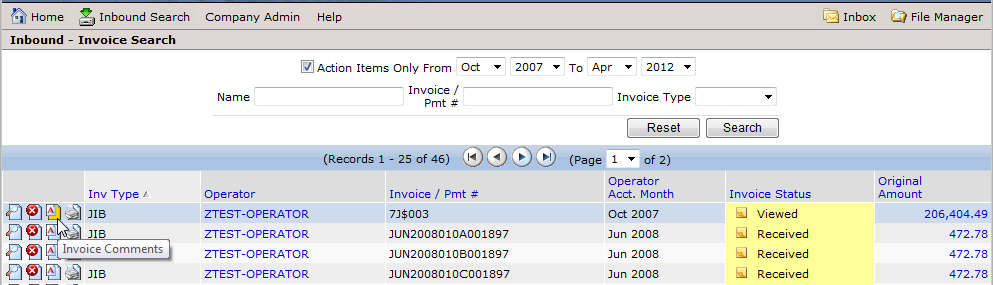 Home Inbound Search Company Admin Help Inbox File Manager
Inbound - Invoice Search
Action Items Only From Oct 2007 To Apr 2012
Name Invoice / Pmt # Invoice Type
Reset Search
(Records 1 - 25 of 46) (Page 1 of 2)
Inv Type Operator Invoice / Pmt # Operator Acct. Month Invoice Status Original Amount
JIB ZTEST-OPERATOR 7J$003 Oct 2007 Viewed 206,404.49
JIB ZTEST-OPERATOR JUN2008010A001897 Jun 2008 Received 472.78
Invoice Comments ZTEST-OPERATOR JUN2008010B001897 Jun 2008 Received 472.78
JIB ZTEST-OPERATOR JUN2008010C001897 Jun 2008 Received 472.78